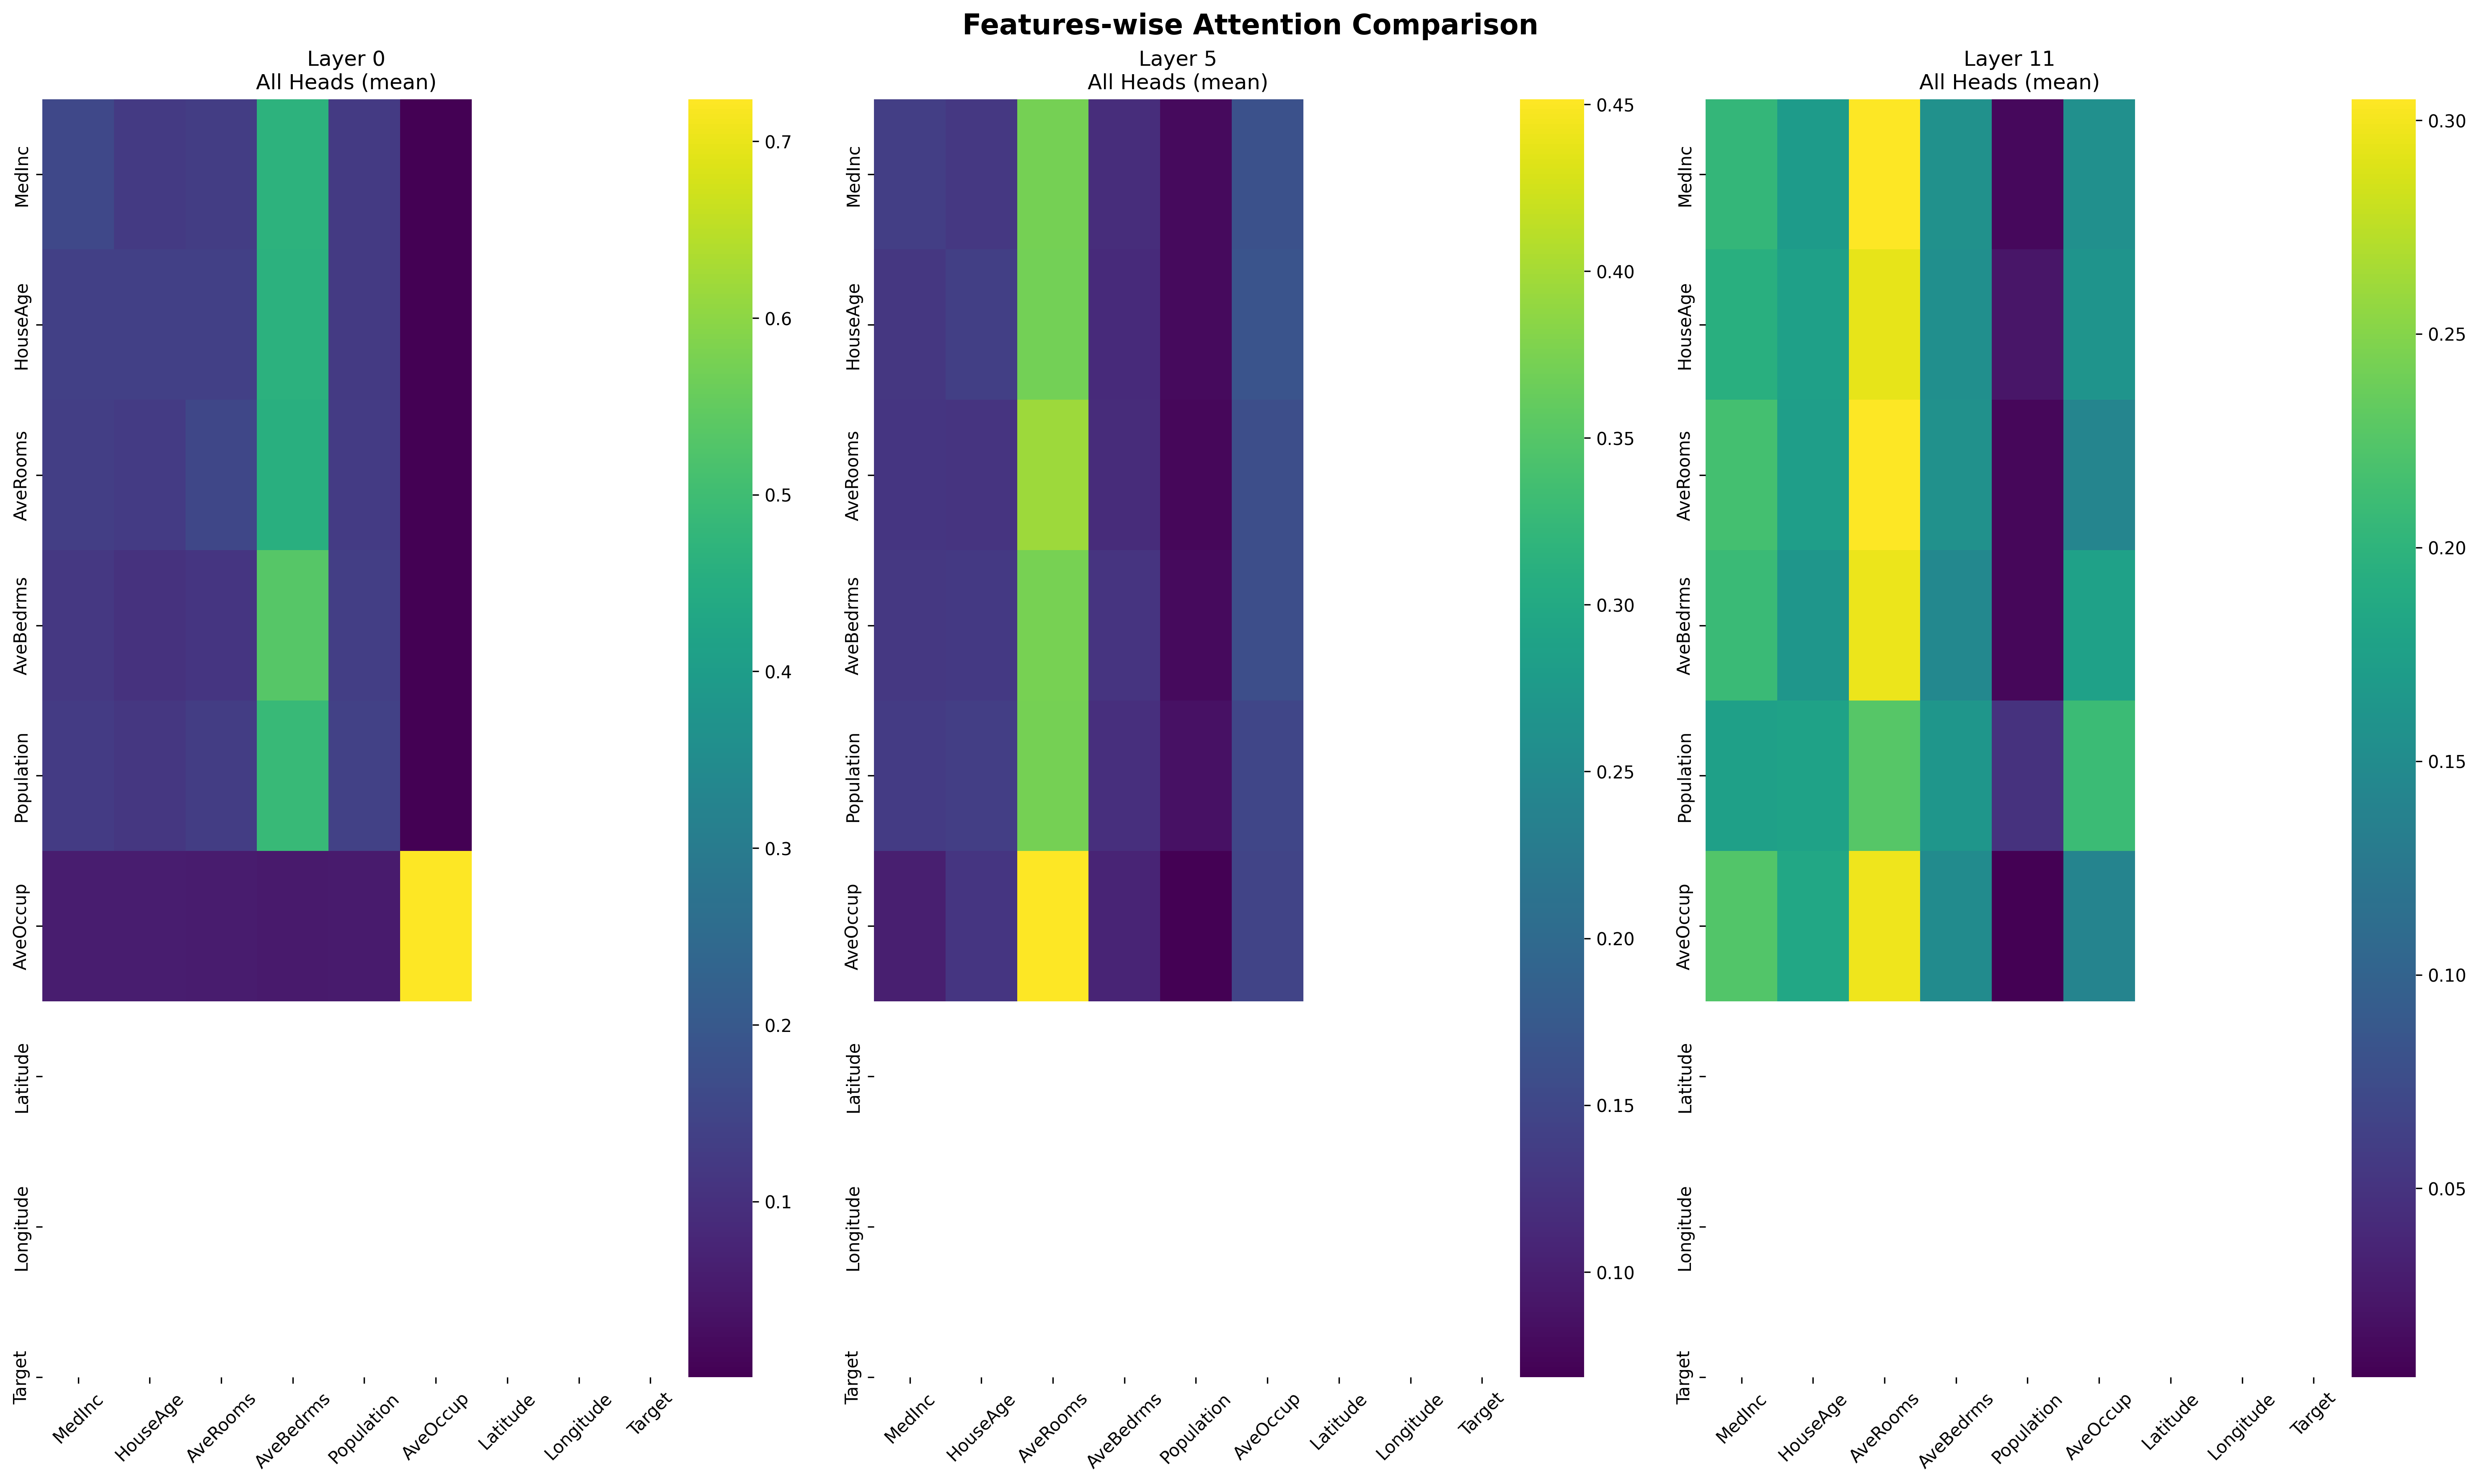 Features-wise Attention Comparison
Layer 0
All Heads (mean)
MedInc
HouseAge
AveRooms
AveBedrms
Population
AveOccup
Latitude
Longitude
Target
MedInc
HouseAge
AveRooms
AveBedrms
Population
AveOccup
Latitude
Longitude
Target
0.7
0.6
0.5
0.4
0.3
0.2
0.1
Layer 5
All Heads (mean)
MedInc
HouseAge
AveRooms
AveBedrms
Population
AveOccup
Latitude
Longitude
Target
MedInc
HouseAge
AveRooms
AveBedrms
Population
AveOccup
Latitude
Longitude
Target
0.45
0.40
0.35
0.30
0.25
0.20
0.15
0.10
Layer 11
All Heads (mean)
MedInc
HouseAge
AveRooms
AveBedrms
Population
AveOccup
Latitude
Longitude
Target
MedInc
HouseAge
AveRooms
AveBedrms
Population
AveOccup
Latitude
Longitude
Target
0.30
0.25
0.20
0.15
0.10
0.05